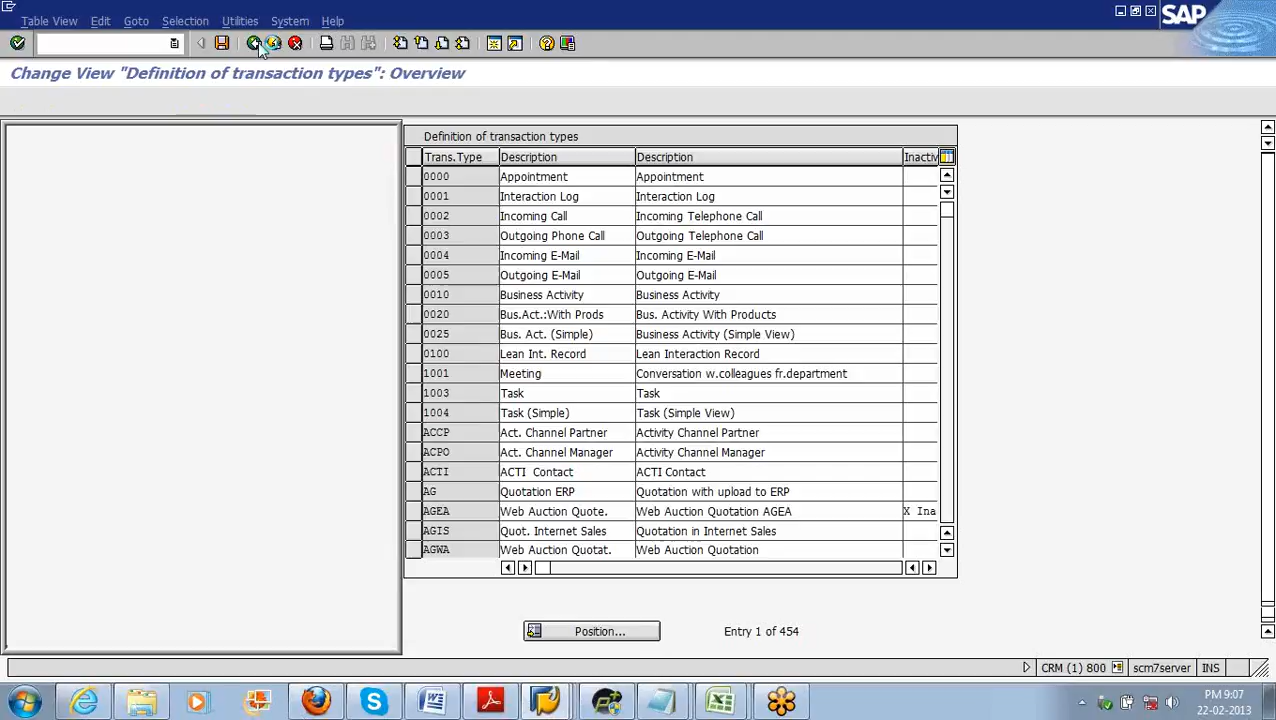 Table View Edit Goto Selection Utilities System Help
SAP
Change View "Definition of transaction types": Overview
Definition of transaction types
Trans.Type Description Description Inactiv
0000 Appointment Appointment
0001 Interaction Log Interaction Log
0002 Incoming Call Incoming Telephone Call
0003 Outgoing Phone Call Outgoing Telephone Call
0004 Incoming E-Mail Incoming E-Mail
0005 Outgoing E-Mail Outgoing E-Mail
0010 Business Activity Business Activity
0020 Bus.Act.:With Prods Bus. Activity With Products
0025 Bus. Act. (Simple) Business Activity (Simple View)
0100 Lean Int. Record Lean Interaction Record
1001 Meeting Conversation w.colleagues fr.department
1003 Task Task
1004 Task (Simple) Task (Simple View)
ACCP Act. Channel Partner Activity Channel Partner
ACPO Act. Channel Manager Activity Channel Manager
ACTI ACTI Contact ACTI Contact
AG Quotation ERP Quotation with upload to ERP
AGEA Web Auction Quote. Web Auction Quotation AGEA X Ina
AGIS Quot. Internet Sales Quotation in Internet Sales
AGWA Web Auction Quotat. Web Auction Quotation
Position... Entry 1 of 454
CRM (1) 800 scm7server INS
PM 9:07
22-02-2013